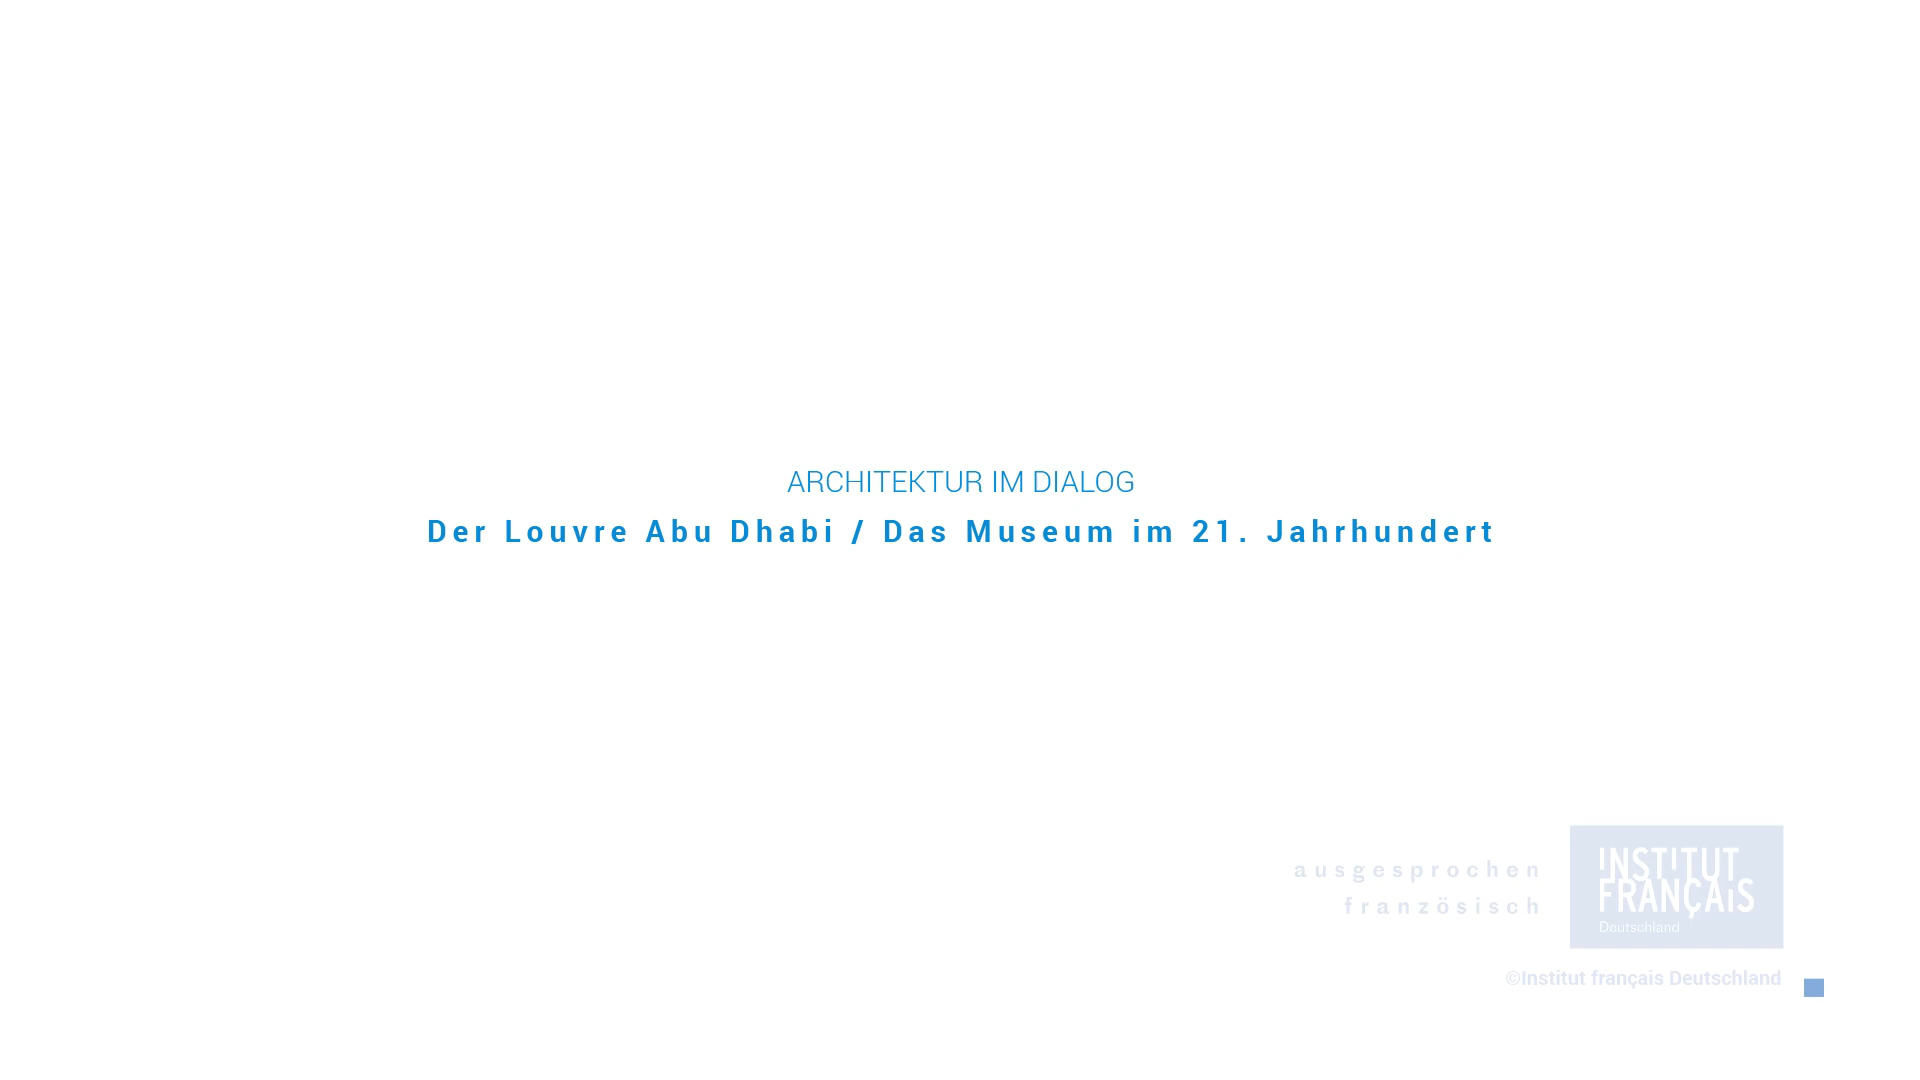 ARCHITEKTUR IM DIALOG
Der Louvre Abu Dhabi / Das Museum im 21. Jahrhundert
ausgesprochen
französisch
INSTITUT
FRANÇAIS
Deutschland
©Institut français Deutschland